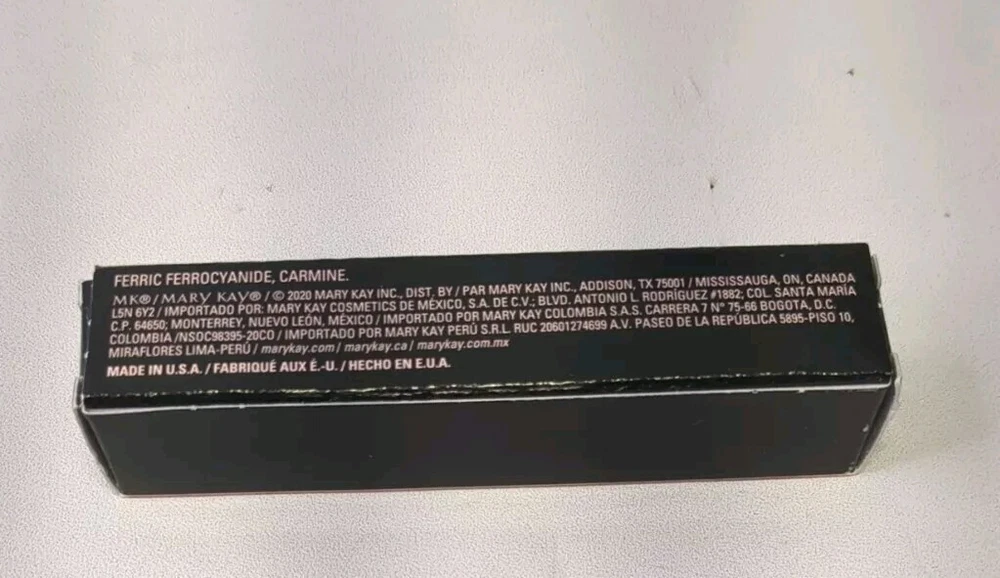 FERRIC FERROCYANIDE, CARMINE.
MK®/MARY KAY®/© 2020 MARY KAY INC., DIST. BY / PAR MARY KAY INC., ADDISON, TX 75001 / MISSISSAUGA, ON, CANADA
L5N 6Y2 / IMPORTADO POR: MARY KAY COSMETICS DE MÉXICO, S.A. DE C.V.; BLVD. ANTONIO L. RODRÍGUEZ #1882; COL. SANTA MARÍA
C.P. 64650; MONTERREY, NUEVO LEÓN, MÉXICO / IMPORTADO POR MARY KAY COLOMBIA S.A.S. CARRERA 7 N° 75-66 BOGOTA, D.C.
COLOMBIA /NSOC98395-20CO / IMPORTADO POR MARY KAY PERÚ S.R.L. RUC 20601274699 A.V. PASEO DE LA REPÚBLICA 5895-PISO 10,
MIRAFLORES LIMA-PERÚ / marykay.com / marykay.ca / marykay.com.mx
MADE IN U.S.A. / FABRIQUÉ AUX É.-U. / HECHO EN E.U.A.